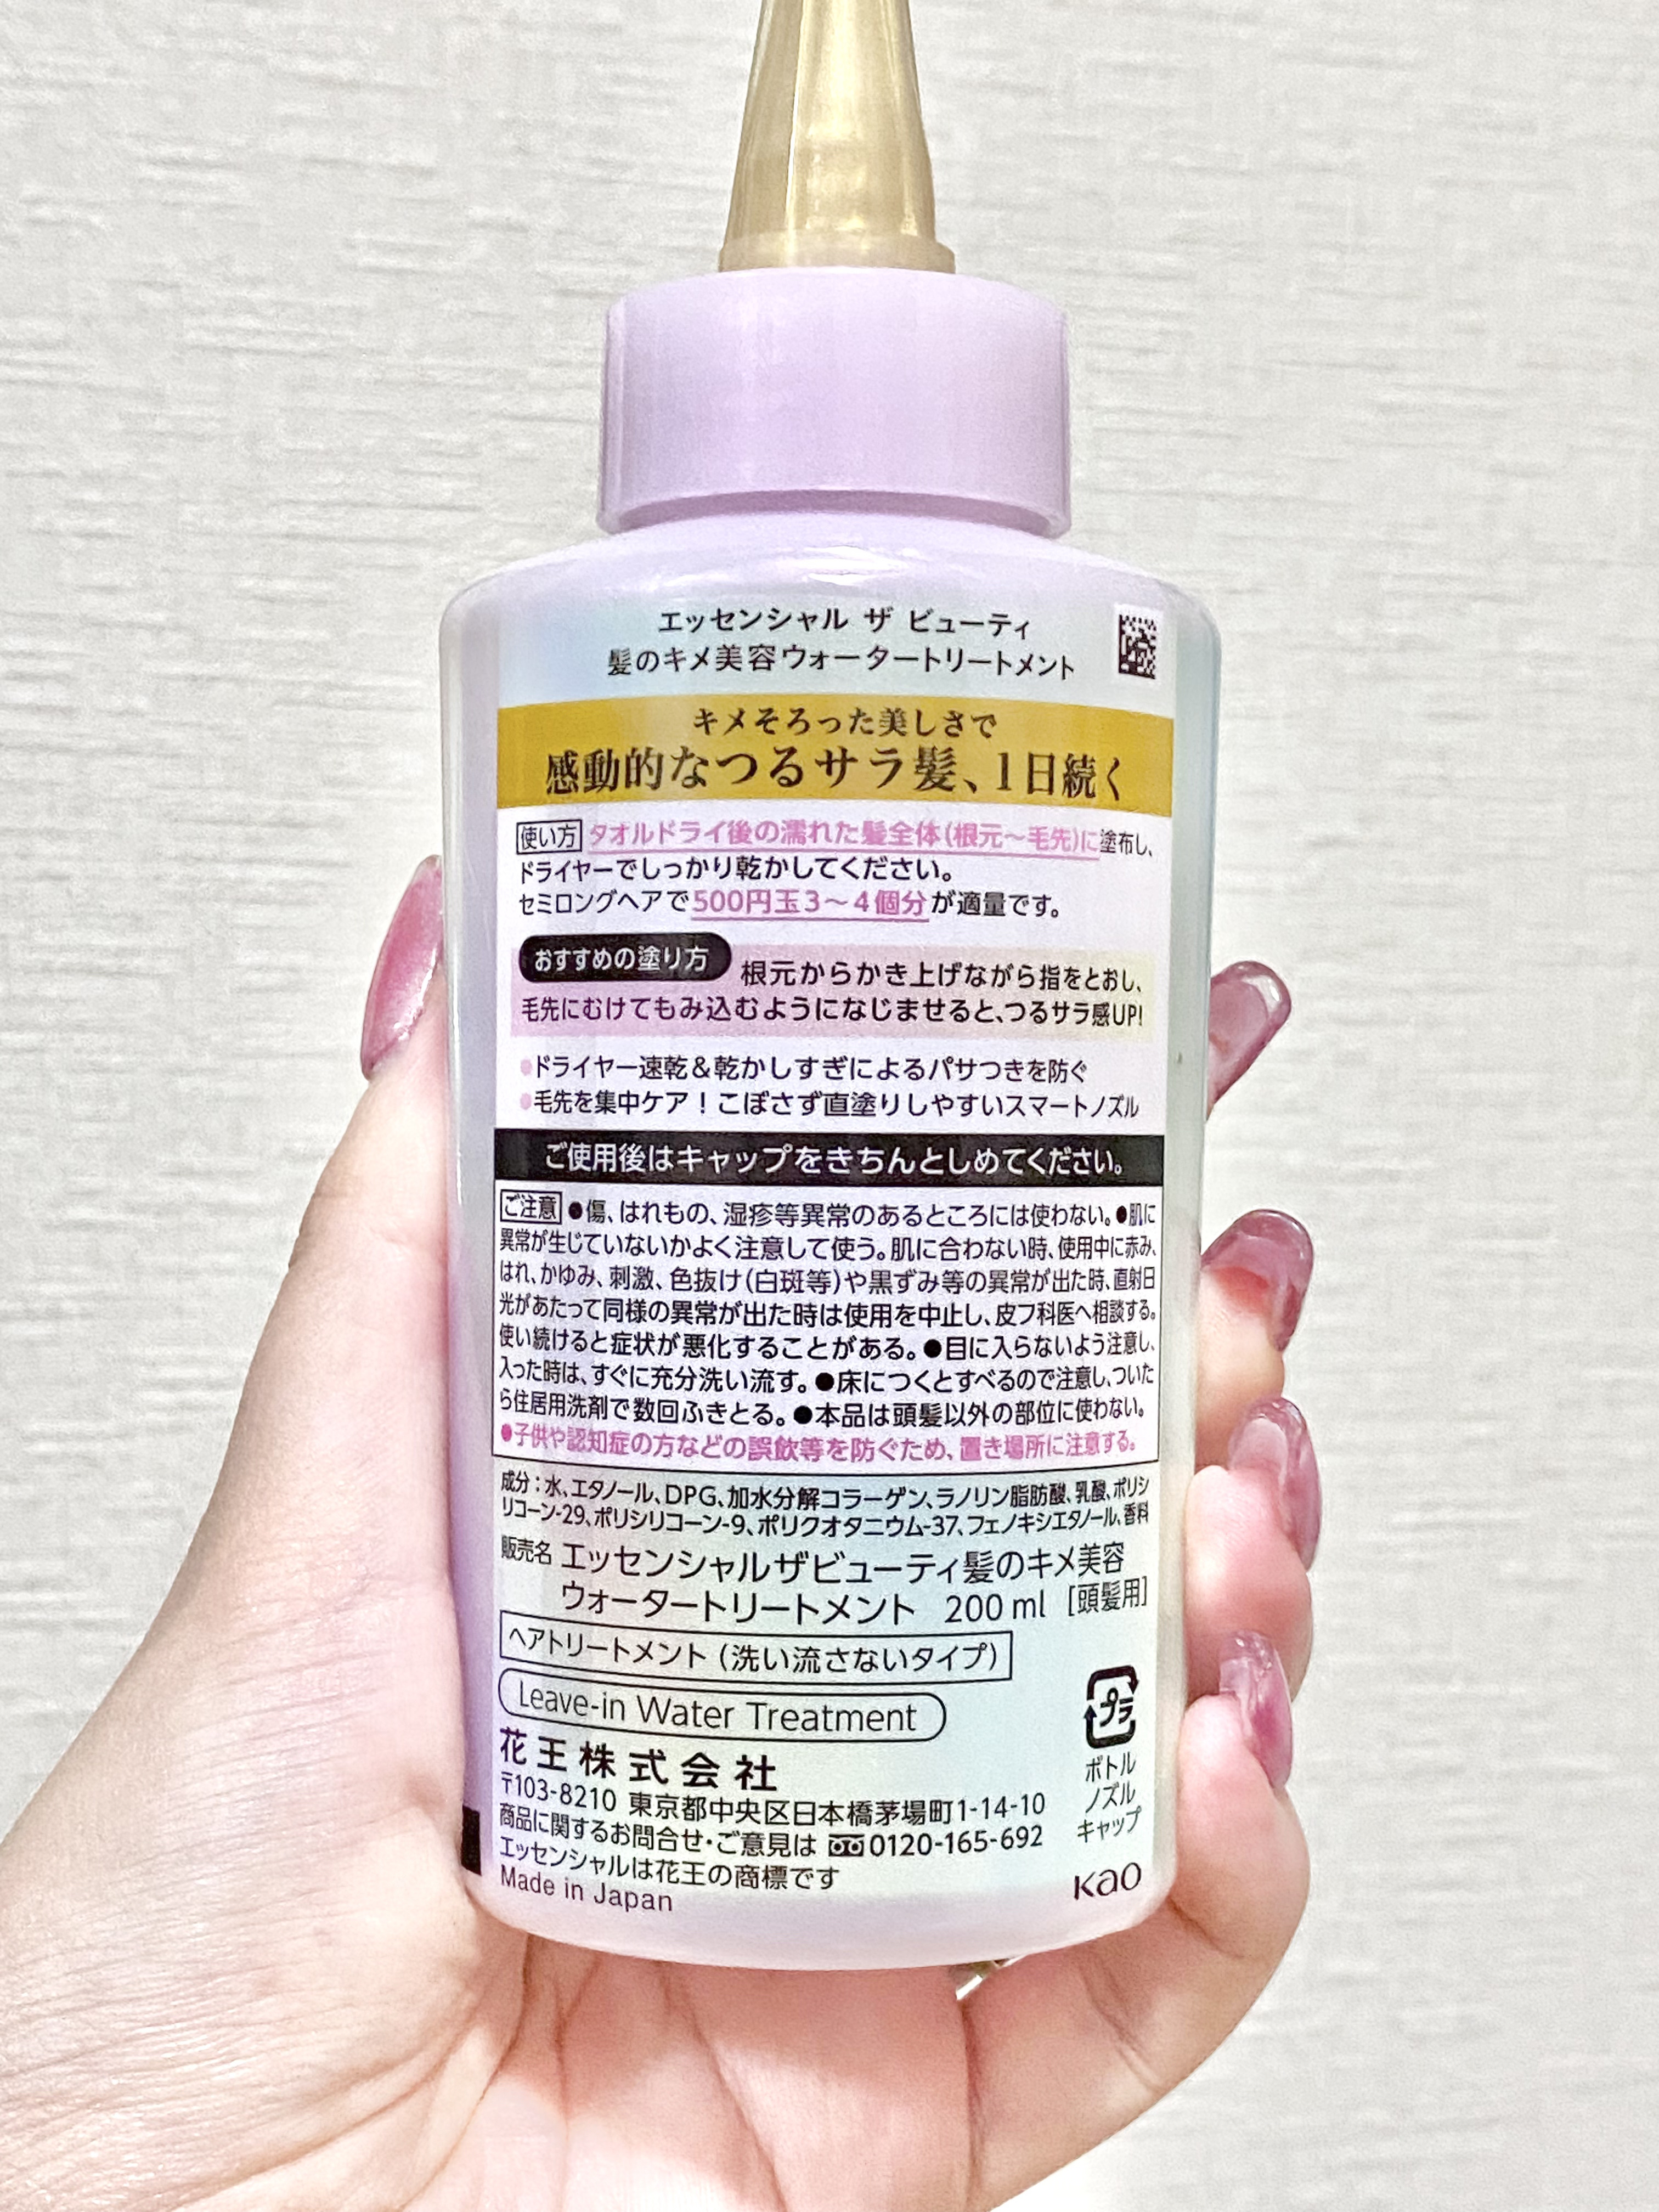 エッセンシャル ザ ビューティ
髪のキメ美容ウォータートリートメント
キメそろった美しさで
感動的なつるサラ髪、1日続く
使い方 タオルドライ後の濡れた髪全体(根元～毛先)に塗布し、
ドライヤーでしっかり乾かしてください。
セミロングヘアで500円玉3～4個分が適量です。
おすすめの塗り方 根元からかき上げながら指をとおし、
毛先にむけてもみ込むようになじませると、つるサラ感UP!
●ドライヤー速乾&乾かしすぎによるパサつきを防ぐ
●毛先を集中ケア!こぼさず直塗りしやすいスマートノズル
ご使用後はキャップをきちんとしめてください。
ご注意 ●傷、はれもの、湿疹等異常のあるところには使わない。●肌に
異常が生じていないかよく注意して使う。肌に合わない時、使用中に赤み、
はれ、かゆみ、刺激、色抜け(白斑等)や黒ずみ等の異常が出た時、直射日
光があたって同様の異常が出た時は使用を中止し、皮フ科医へ相談する。
使い続けると症状が悪化することがある。●目に入らないよう注意し、
入った時は、すぐに充分洗い流す。●床につくとすべるので注意し、ついた
ら住居用洗剤で数回ふきとる。●本品は頭髪以外の部位に使わない。
●子供や認知症の方などの誤飲等を防ぐため、置き場所に注意する。
成分:水、エタノール、DPG、加水分解コラーゲン、ラノリン脂肪酸、乳酸、ポリシ
リコーン-29、ポリシリコーン-9、ポリクオタニウム-37、フェノキシエタノール、香料
販売名 エッセンシャルザビューティ髪のキメ美容
ウォータートリートメント 200 ml [頭髪用]
ヘアトリートメント(洗い流さないタイプ)
Leave-in Water Treatment
花王株式会社
〒103-8210 東京都中央区日本橋茅場町1-14-10
商品に関するお問合せ・ご意見は 0120-165-692
エッセンシャルは花王の商標です
Made in Japan
プラ
ボトル
ノズル
キャップ
Kao